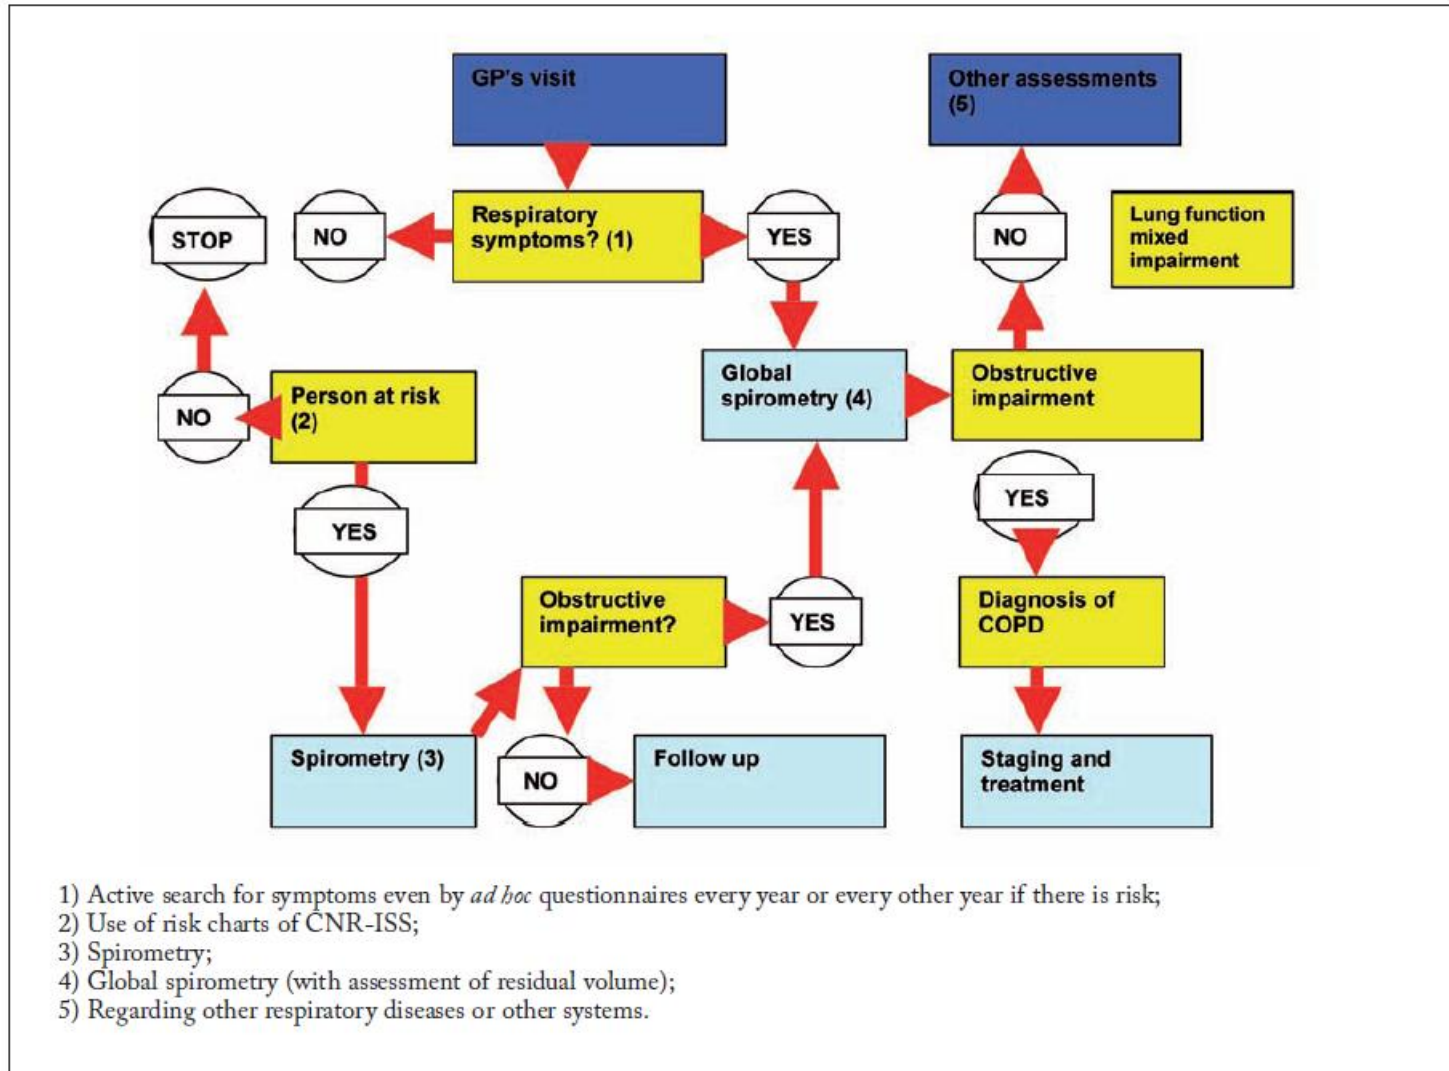 GP's visit
Other assessments
(5)
STOP
NO
Respiratory
symptoms? (1)
YES
NO
Lung function
mixed
impairment
Global
spirometry (4)
Obstructive
impairment
NO
Person at risk
(2)
YES
YES
Obstructive
impairment?
YES
Diagnosis of
COPD
Spirometry (3)
NO
Follow up
Staging and
treatment
1) Active search for symptoms even by ad hoc questionnaires every year or every other year if there is risk;
2) Use of risk charts of CNR-ISS;
3) Spirometry;
4) Global spirometry (with assessment of residual volume);
5) Regarding other respiratory diseases or other systems.